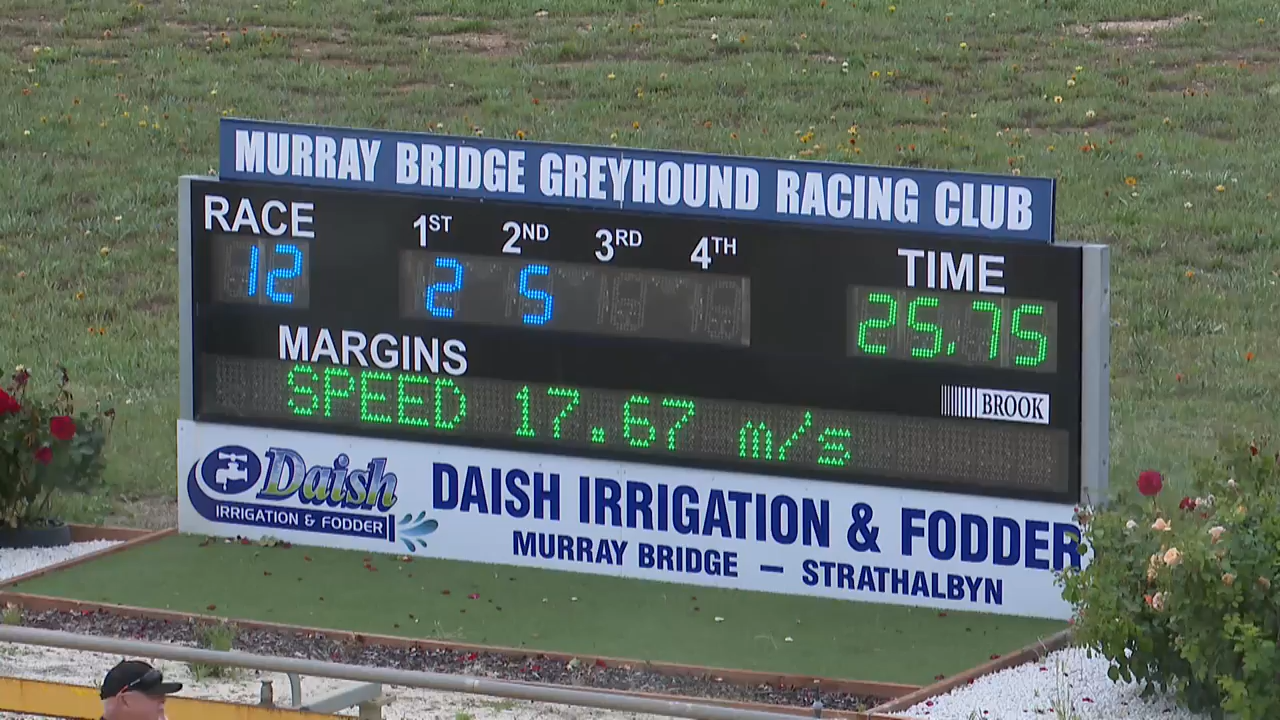 MURRAY BRIDGE GREYHOUND RACING CLUB
RACE 1ST 2ND 3RD 4TH TIME
12 2 5 25.75
MARGINS
SPEED 17.67 m/s
BROOK
Daish
IRRIGATION & FODDER
DAISH IRRIGATION & FODDER
MURRAY BRIDGE – STRATHALBYN